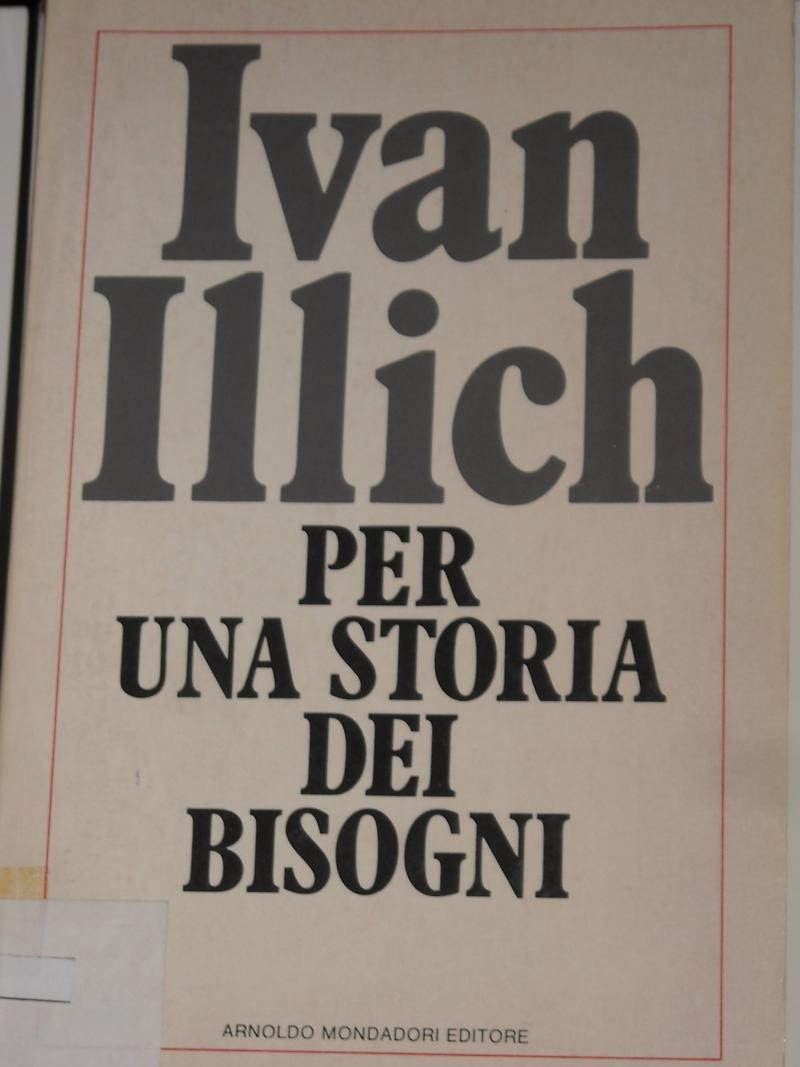 Ivan
Illich
PER
UNA STORIA
DEI
BISOGNI
ARNOLDO MONDADORI EDITORE